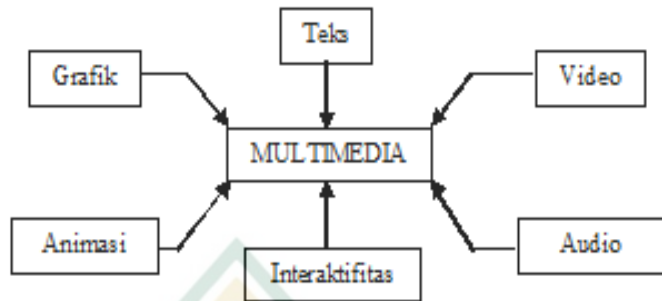 Teks
Grafik
Video
MULTIMEDIA
Animasi
Audio
Interaktifitas